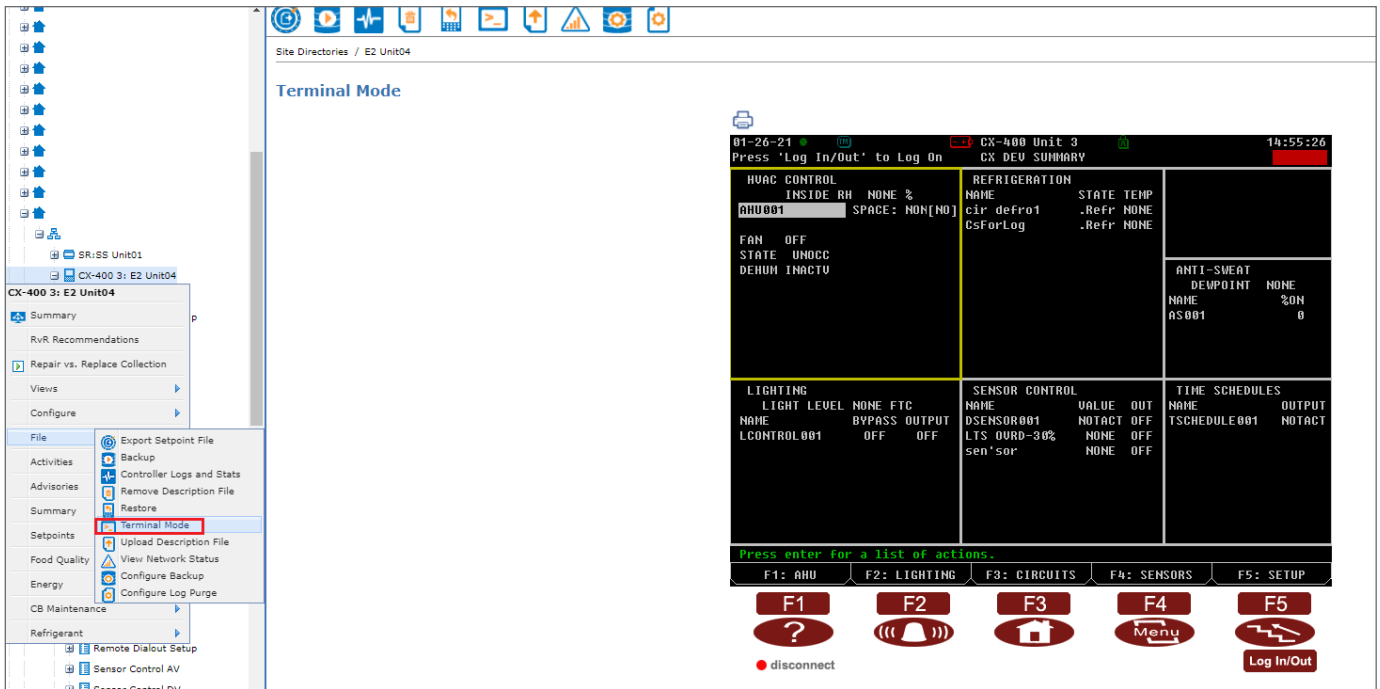 Site Directories / E2 Unit04
Terminal Mode
SR:SS Unit01
CX-400 3: E2 Unit04
CX-400 3: E2 Unit04
Summary
RvR Recommendations
Repair vs. Replace Collection
Views
Configure
File
Activities
Advisories
Summary
Setpoints
Food Quality
Energy
CB Maintenance
Refrigerant
Export Setpoint File
Backup
Controller Logs and Stats
Remove Description File
Restore
Terminal Mode
Upload Description File
View Network Status
Configure Backup
Configure Log Purge
Remote Dialout Setup
Sensor Control AV
Sensor Control DV
01-26-21 CX-400 Unit 3 14:55:26
Press 'Log In/Out' to Log On CX DEV SUMMARY
HVAC CONTROL
INSIDE RH NONE %
AHU001 SPACE: NON[NO]
FAN OFF
STATE UNOCC
DEHUM INACTV
REFRIGERATION
NAME STATE TEMP
cir defro1 .Refr NONE
CsForLog .Refr NONE
ANTI-SWEAT
DEWPOINT NONE
NAME %ON
AS001 0
LIGHTING
LIGHT LEVEL NONE FTC
NAME BYPASS OUTPUT
LCONTROL001 OFF OFF
SENSOR CONTROL
NAME VALUE OUT
DSENSOR001 NOTACT OFF
LTS OVRD-30% NONE OFF
sen'sor NONE OFF
TIME SCHEDULES
NAME OUTPUT
TSCHEDULE001 NOTACT
Press enter for a list of actions.
F1: AHU F2: LIGHTING F3: CIRCUITS F4: SENSORS F5: SETUP
F1 F2 F3 F4 F5
? Menu
disconnect Log In/Out